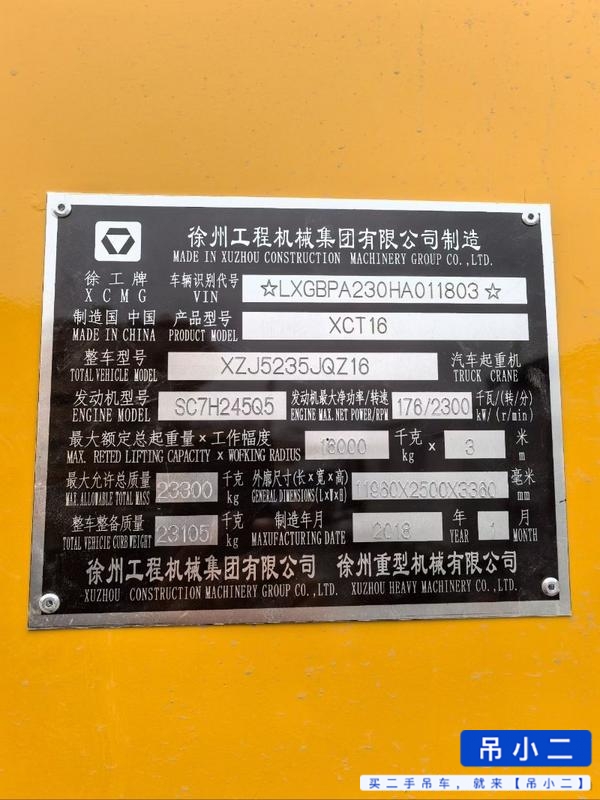 徐州工程机械集团有限公司制造
MADE IN XUZHOU CONSTRUCTION MACHINERY GROUP CO.,LTD.
徐工牌 车辆识别代号 ☆LXGBPA230HA011803☆
XCMG VIN
制造国 中国 产品型号 XCT16
MADE IN CHINA PRODUCT MODEL
整车型号 XZJ5235JQZ16 汽车起重机
TOTAL VEHICLE MODEL TRUCK CRANE
发动机型号 SC7H245Q5 发动机最大净功率/转速 176/2300 千瓦/(转/分)
ENGINE MODEL ENGINE MAX.NET POWER/RPM kW/(r/min)
最大额定总起重量×工作幅度 16000 千克 × 3 米
MAX. RETED LIFTING CAPACITY × WOFKING RADIUS kg m
最大允许总质量 23300 千克 外廓尺寸(长×宽×高) 11960X2500X3360 毫米
MAX.ALLOWABLE TOTAL MASS kg GENERAL DIMENSIONS(L×W×H) mm
整车整备质量 23105 千克 制造年月 2018 年 1 月
TOTAL VEHICIE CURB WEIGHT kg MAXUFACTURING DATE YEAR MONTH
徐州工程机械集团有限公司 徐州重型机械有限公司
XUZHOU CONSTRUCTION MACHINERY GROUP CO.,LTD. XUZHOU HEAVY MACHINERY CO.,LTD.
吊小二
买二手吊车，就来【吊小二】